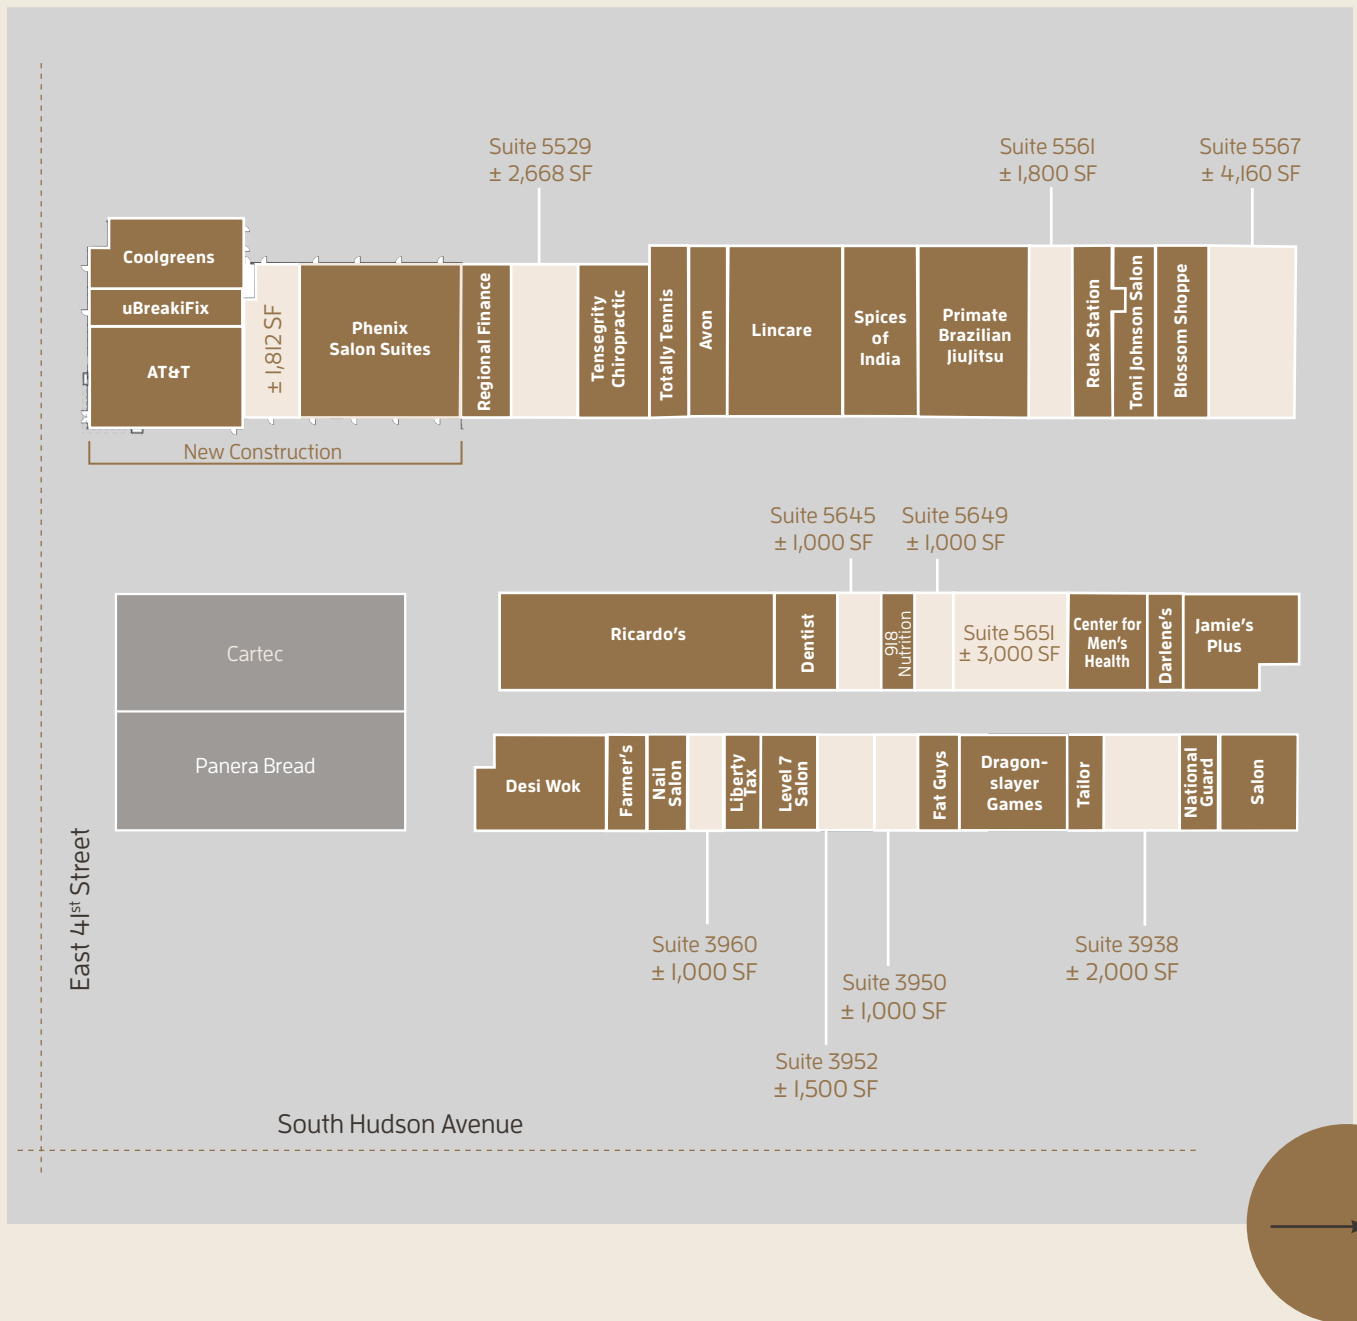 Suite 5529
± 2,668 SF
Suite 5561
± 1,800 SF
Suite 5567
± 4,160 SF
Coolgreens
uBreakiFix
AT&T
± 1,812 SF
Phenix
Salon Suites
Regional Finance
Tensegrity
Chiropractic
Totally Tennis
Avon
Lincare
Spices
of
India
Primate
Brazilian
JiuJitsu
Relax Station
Toni Johnson Salon
Blossom Shoppe
New Construction
Suite 5645
± 1,000 SF
Suite 5649
± 1,000 SF
Cartec
Panera Bread
Ricardo's
Dentist
918
Nutrition
Suite 5651
± 3,000 SF
Center for
Men's
Health
Darlene's
Jamie's
Plus
Desi Wok
Farmer's
Nail
Salon
Liberty
Tax
Level 7
Salon
Fat Guys
Dragon-
slayer
Games
Tailor
National
Guard
Salon
Suite 3960
± 1,000 SF
Suite 3950
± 1,000 SF
Suite 3938
± 2,000 SF
Suite 3952
± 1,500 SF
East 41st Street
South Hudson Avenue